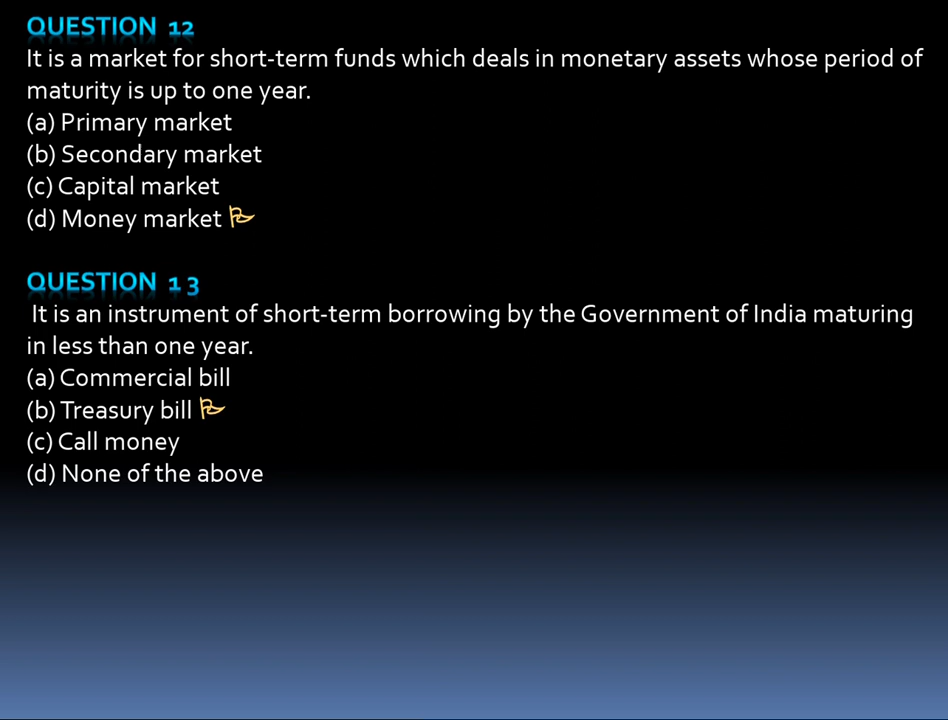 QUESTION 12
It is a market for short-term funds which deals in monetary assets whose period of
maturity is up to one year.
(a) Primary market
(b) Secondary market
(c) Capital market
(d) Money market
QUESTION 1 3
It is an instrument of short-term borrowing by the Government of India maturing
in less than one year.
(a) Commercial bill
(b) Treasury bill
(c) Call money
(d) None of the above